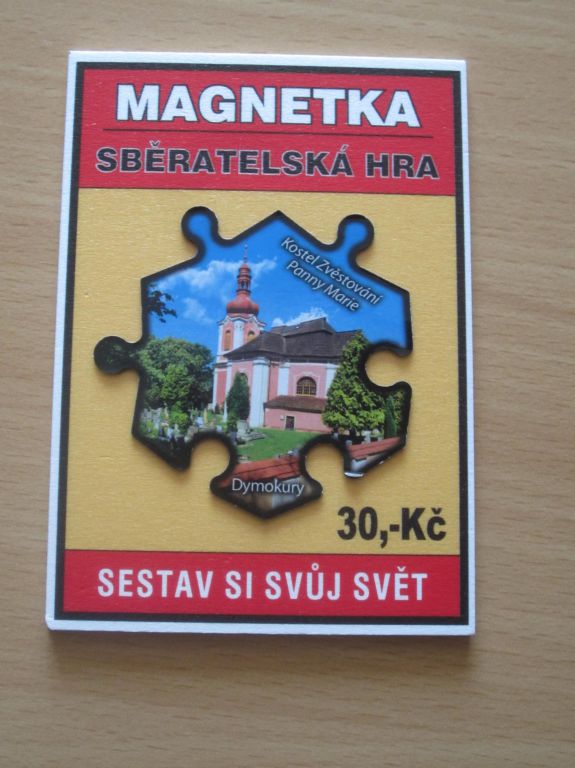 MAGNETKA
SBĚRATELSKÁ HRA
Kostel Zvěstování
Panny Marie
Dymokury
30,-Kč
SESTAV SI SVŮJ SVĚT